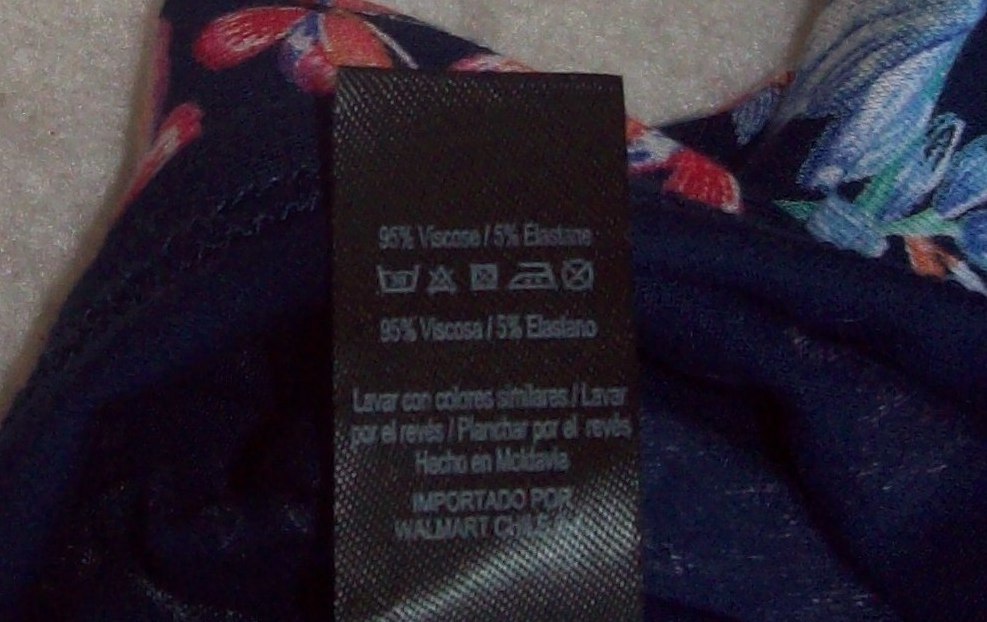 95% Viscose / 5% Elastane
95% Viscosa / 5% Elastano
Lavar con colores similares / Lavar
por el revés / Planchar por el revés
Hecho en Moldavia
IMPORTADO POR
WALMART CHILE